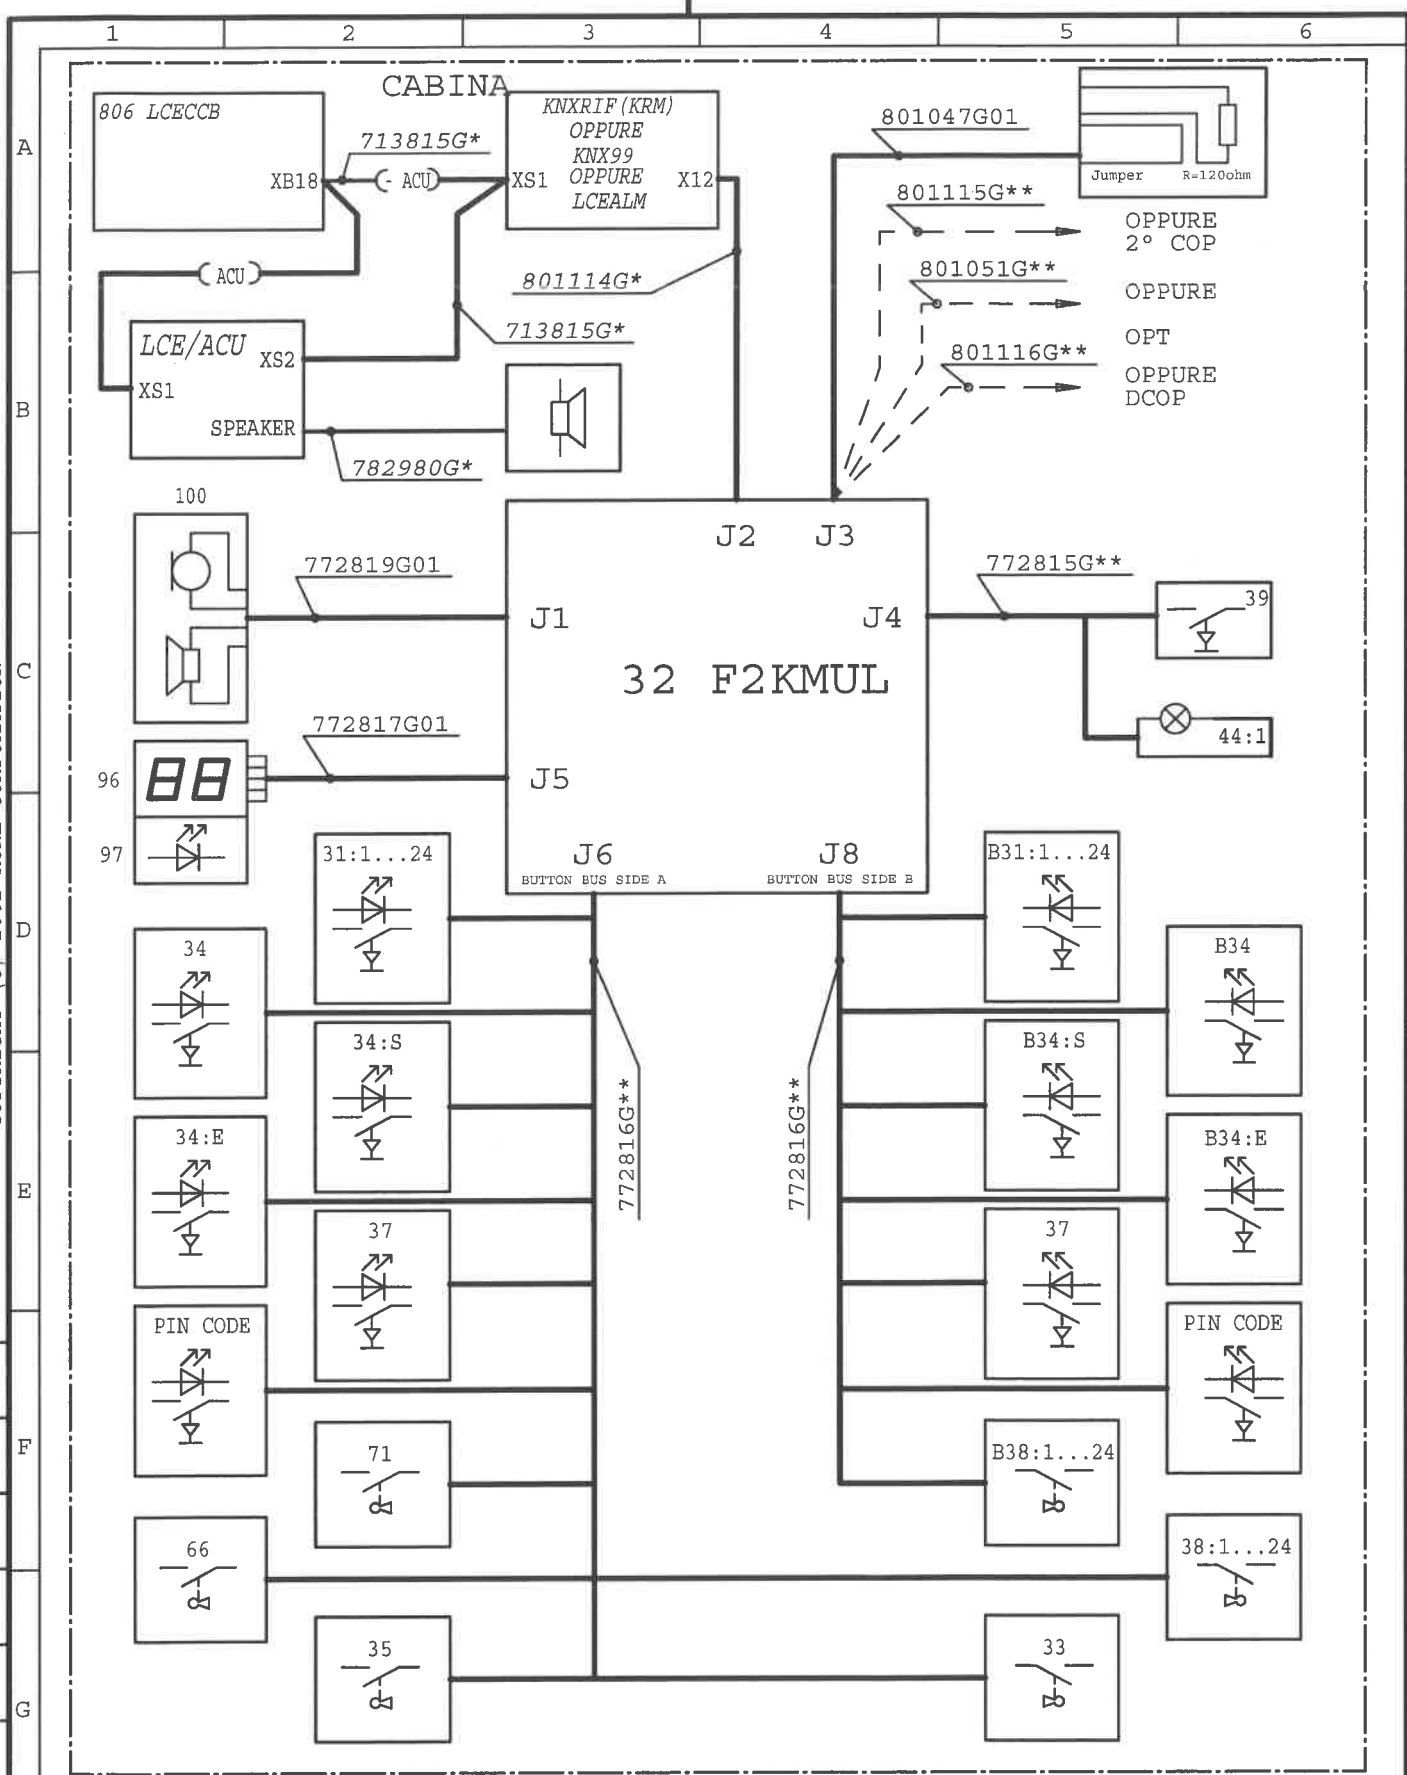 1 2 3 4 5 6
A
B
C
D
E
F
G
CABINA
806 LCECCB
XB18
713815G*
(- ACU)
KNXRIF(KRM)
OPPURE
KNX99
OPPURE
LCEALM
XS1
X12
801047G01
Jumper R=120ohm
801115G**
OPPURE
2° COP
(ACU)
801114G*
801051G**
OPPURE
713815G*
OPT
LCE/ACU
XS2
XS1
SPEAKER
801116G**
OPPURE
DCOP
782980G*
100
J2 J3
772819G01
772815G**
J1
J4
39
32 F2KMUL
772817G01
44:1
96
88
J5
97
31:1...24
J6
BUTTON BUS SIDE A
J8
BUTTON BUS SIDE B
B31:1...24
34
B34
34:S
B34:S
772816G**
772816G**
34:E
B34:E
37
37
PIN CODE
PIN CODE
71
B38:1...24
66
38:1...24
35
33